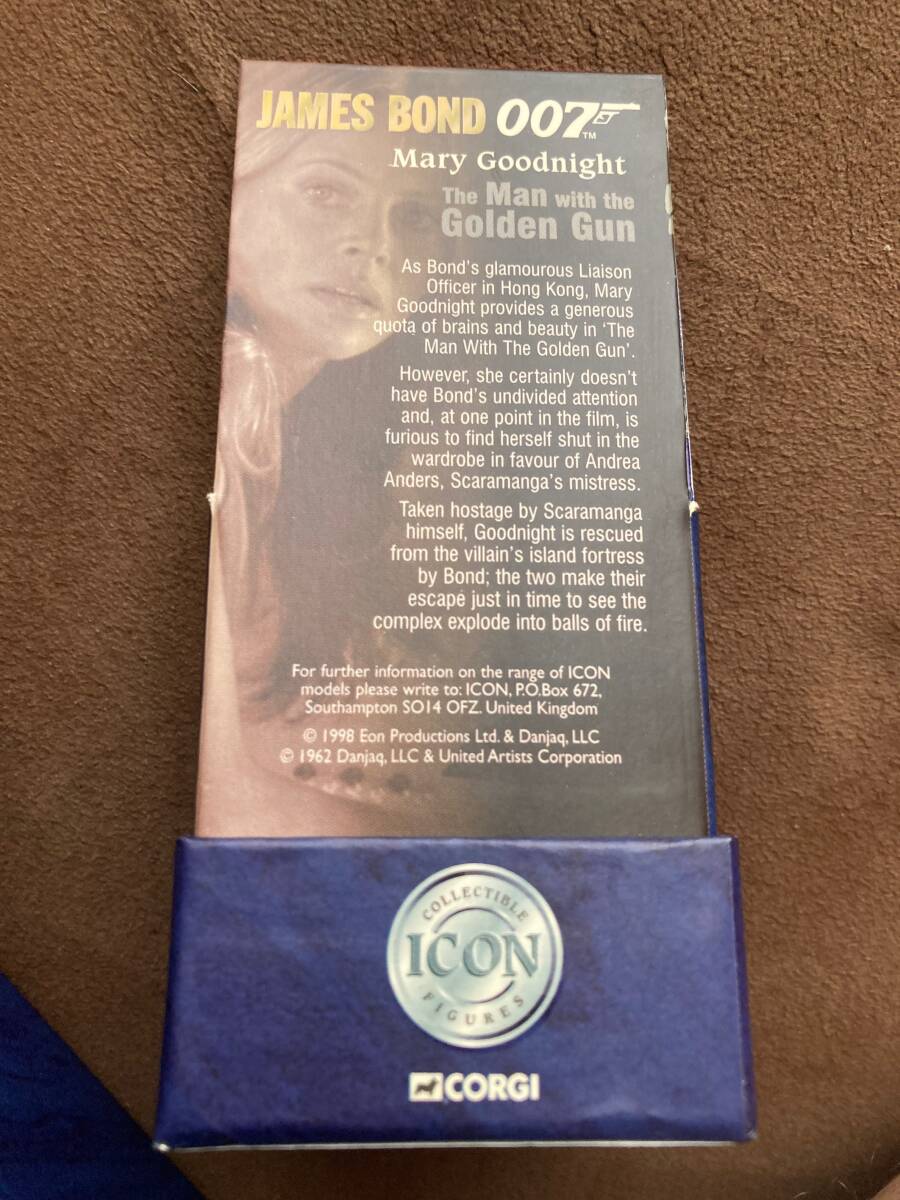 JAMES BOND 007™
Mary Goodnight
The Man with the
Golden Gun
As Bond's glamourous Liaison
Officer in Hong Kong, Mary
Goodnight provides a generous
quota of brains and beauty in 'The
Man With The Golden Gun'.
However, she certainly doesn't
have Bond's undivided attention
and, at one point in the film, is
furious to find herself shut in the
wardrobe in favour of Andrea
Anders, Scaramanga's mistress.
Taken hostage by Scaramanga
himself, Goodnight is rescued
from the villain's island fortress
by Bond; the two make their
escape just in time to see the
complex explode into balls of fire.
For further information on the range of ICON
models please write to: ICON, P.O.Box 672,
Southampton SO14 OFZ. United Kingdom
© 1998 Eon Productions Ltd. & Danjaq, LLC
© 1962 Danjaq, LLC & United Artists Corporation
COLLECTIBLE
ICON
FIGURES
CORGI